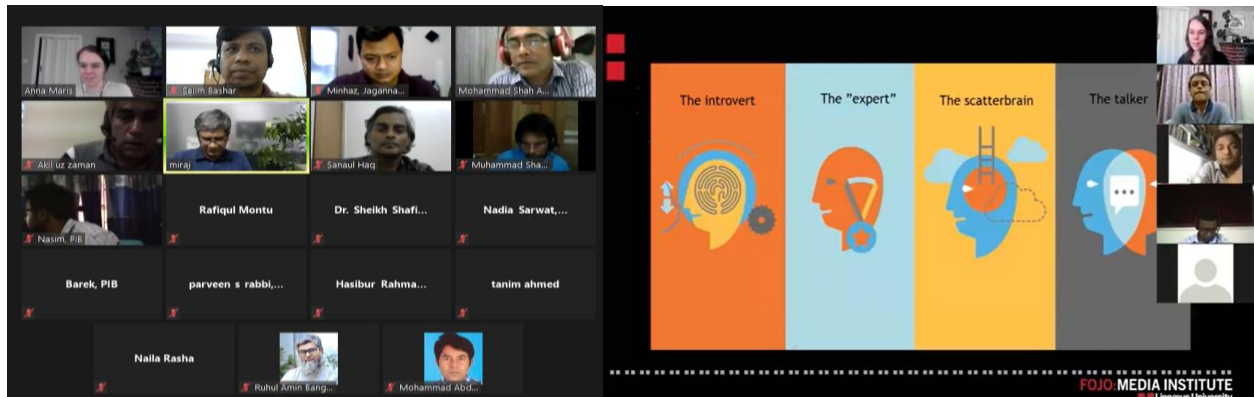 Anna Maris
Selim Bashar
Minhaz, Jaganna...
Mohammad Shah A...
Akil uz zaman
miraj
Sanaul Haq
Muhammad Sha...
Nasim, PIB
Rafiqul Montu
Dr. Sheikh Shafi...
Nadia Sarwat,...
Barek, PIB
parveen s rabbi,...
Hasibur Rahma...
tanim ahmed
Naila Rasha
Ruhul Amin Bang...
Mohammad Abd...
The introvert
The "expert"
The scatterbrain
The talker
FOJO:MEDIA INSTITUTE
Linnaeus University